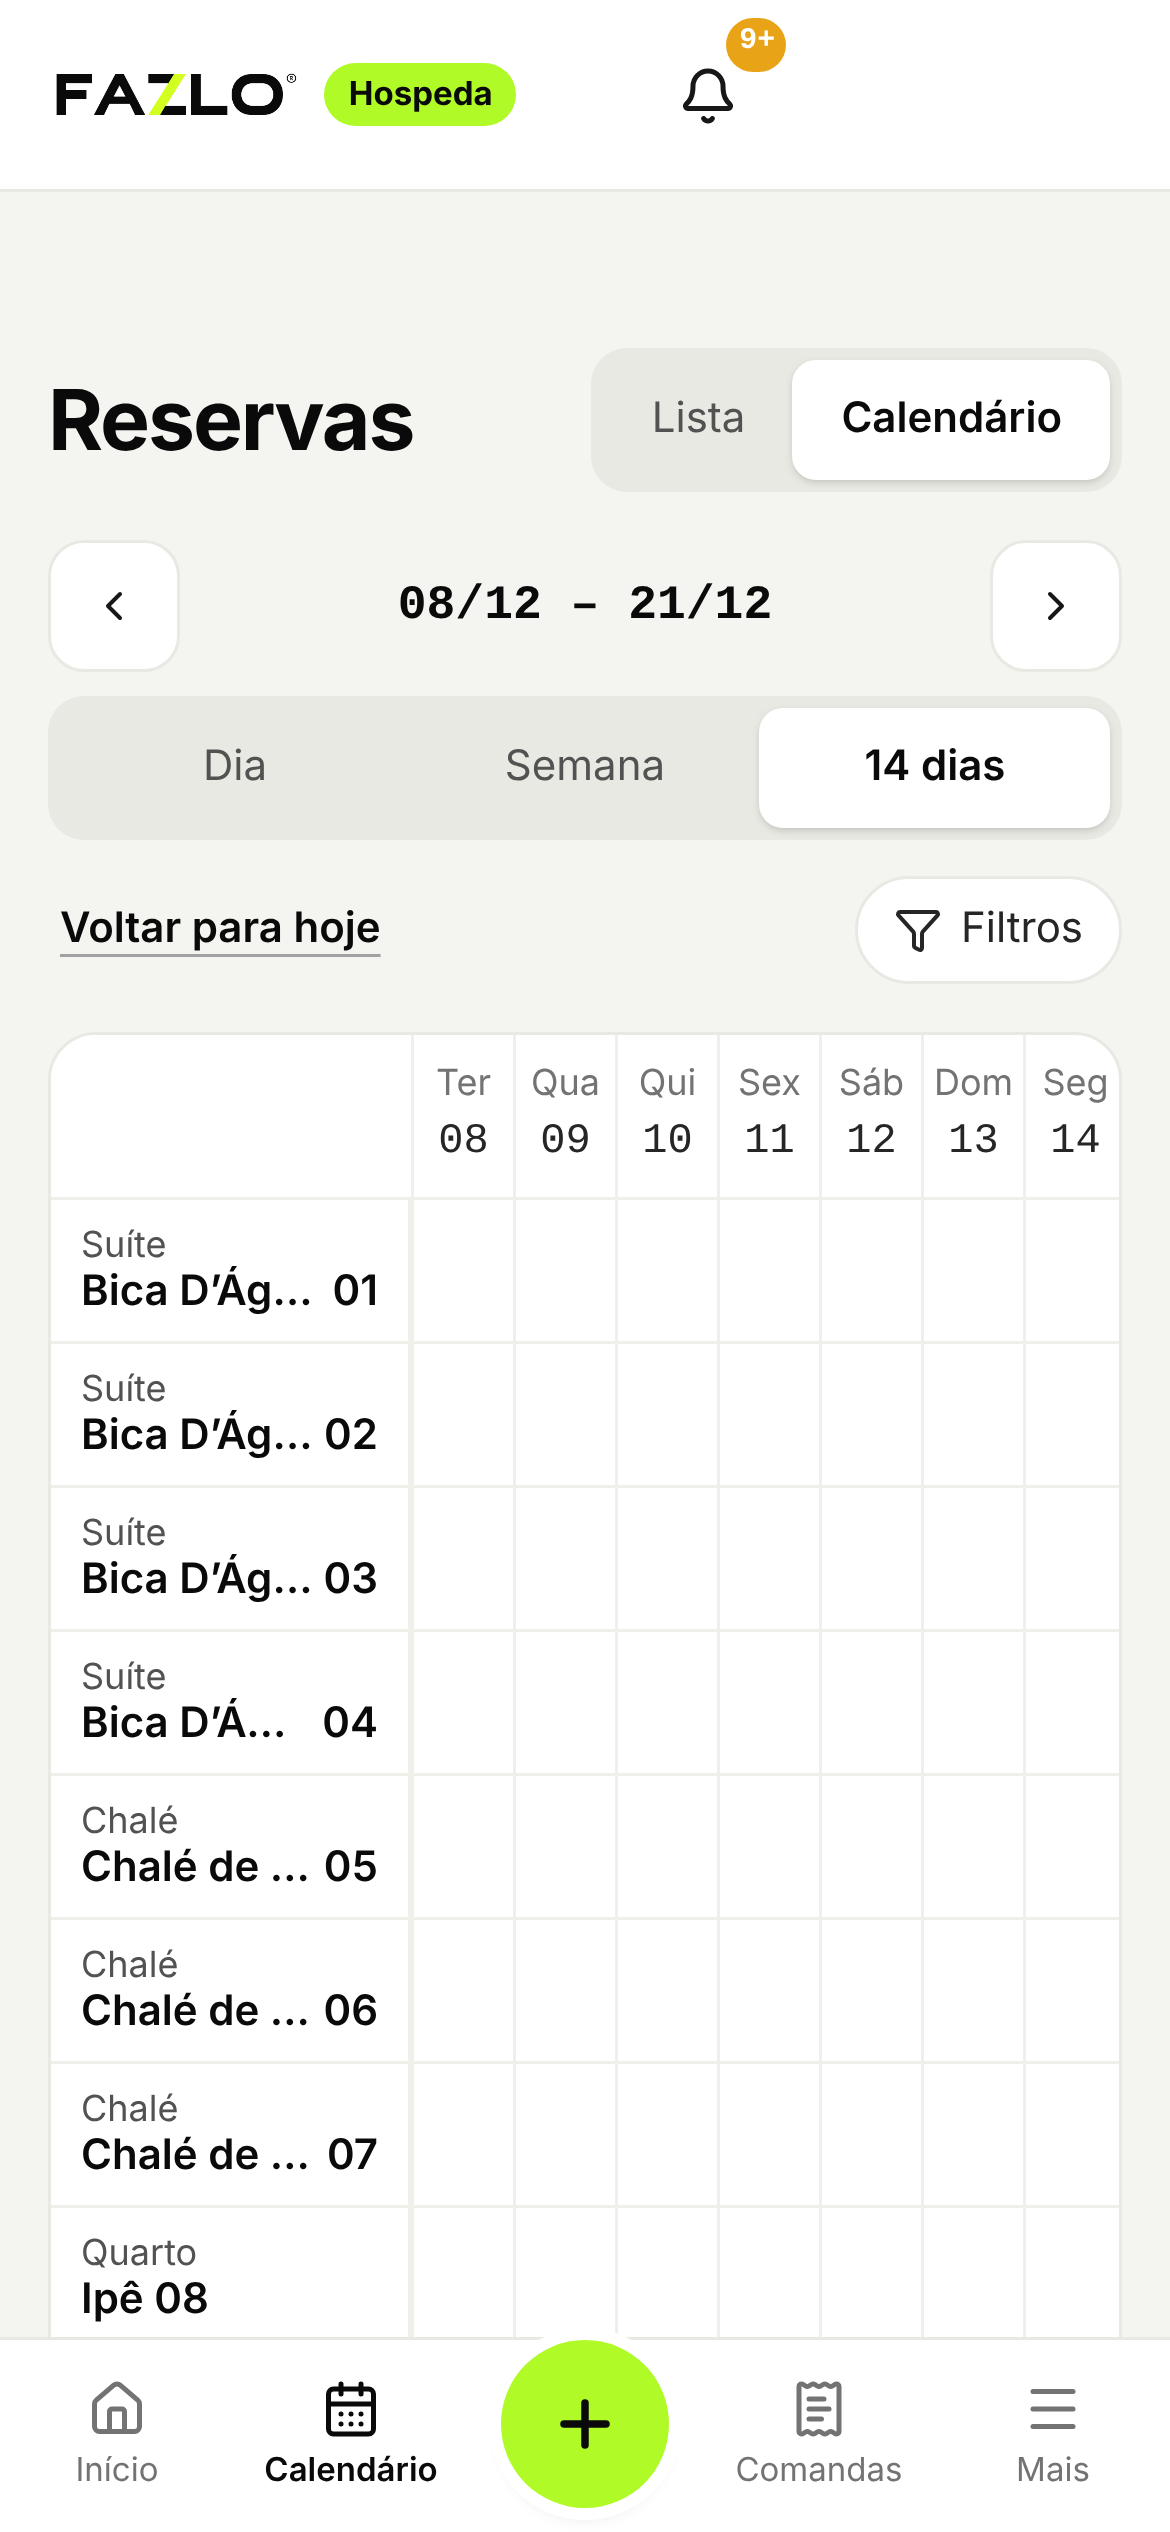 FAZLO®
Hospeda
9+
Reservas
Lista
Calendário
08/12 – 21/12
Dia
Semana
14 dias
Voltar para hoje
Filtros
Ter Qua Qui Sex Sáb Dom Seg
08 09 10 11 12 13 14
Suíte
Bica D’Ág... 01
Suíte
Bica D’Ág... 02
Suíte
Bica D’Ág... 03
Suíte
Bica D’Á... 04
Chalé
Chalé de ... 05
Chalé
Chalé de ... 06
Chalé
Chalé de ... 07
Quarto
Ipê 08
Início
Calendário
Comandas
Mais